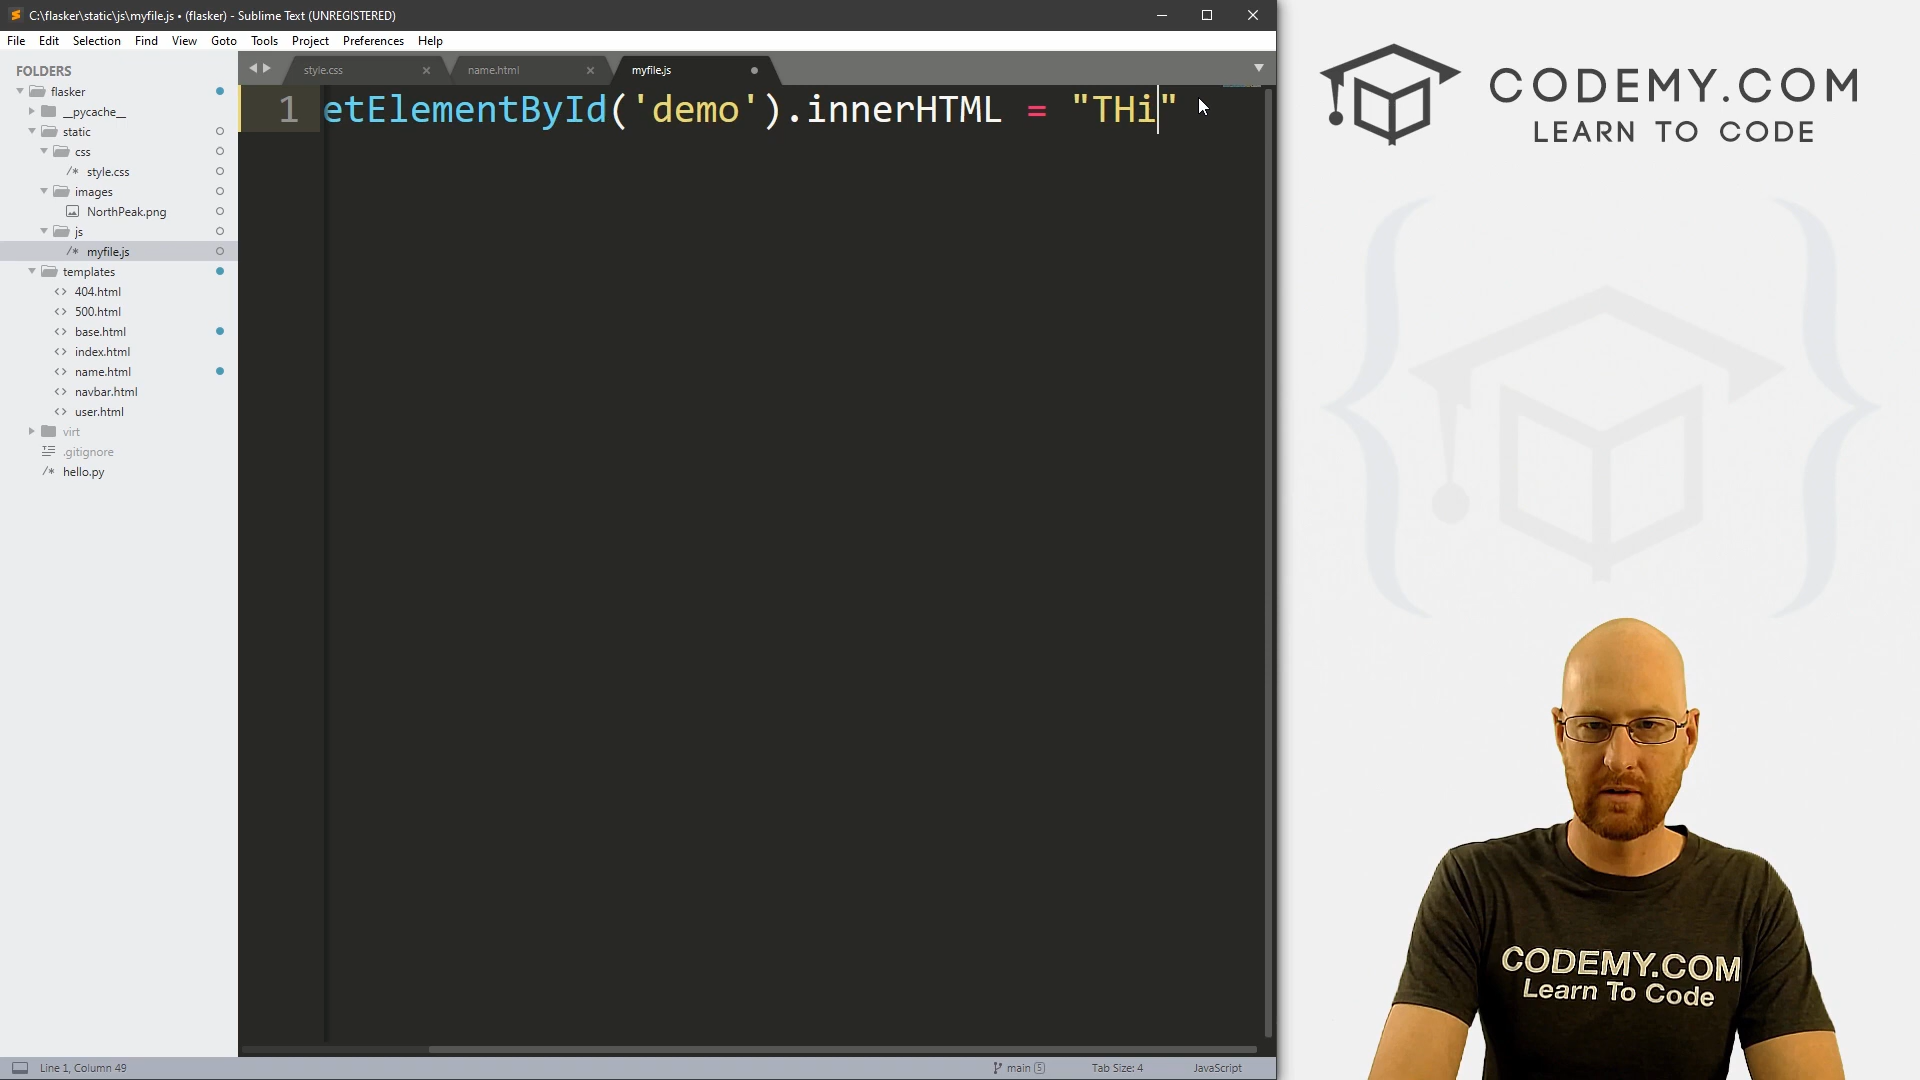 C:\flasker\static\js\myfile.js • (flasker) - Sublime Text (UNREGISTERED)
File Edit Selection Find View Goto Tools Project Preferences Help
FOLDERS
flasker
__pycache__
static
css
style.css
images
NorthPeak.png
js
myfile.js
templates
404.html
500.html
base.html
index.html
name.html
navbar.html
user.html
virt
.gitignore
hello.py
style.css name.html myfile.js
1 etElementById('demo').innerHTML = "THi"
Line 1, Column 49 main 5 Tab Size: 4 JavaScript
CODEMY.COM
LEARN TO CODE
CODEMY.COM
Learn To Code